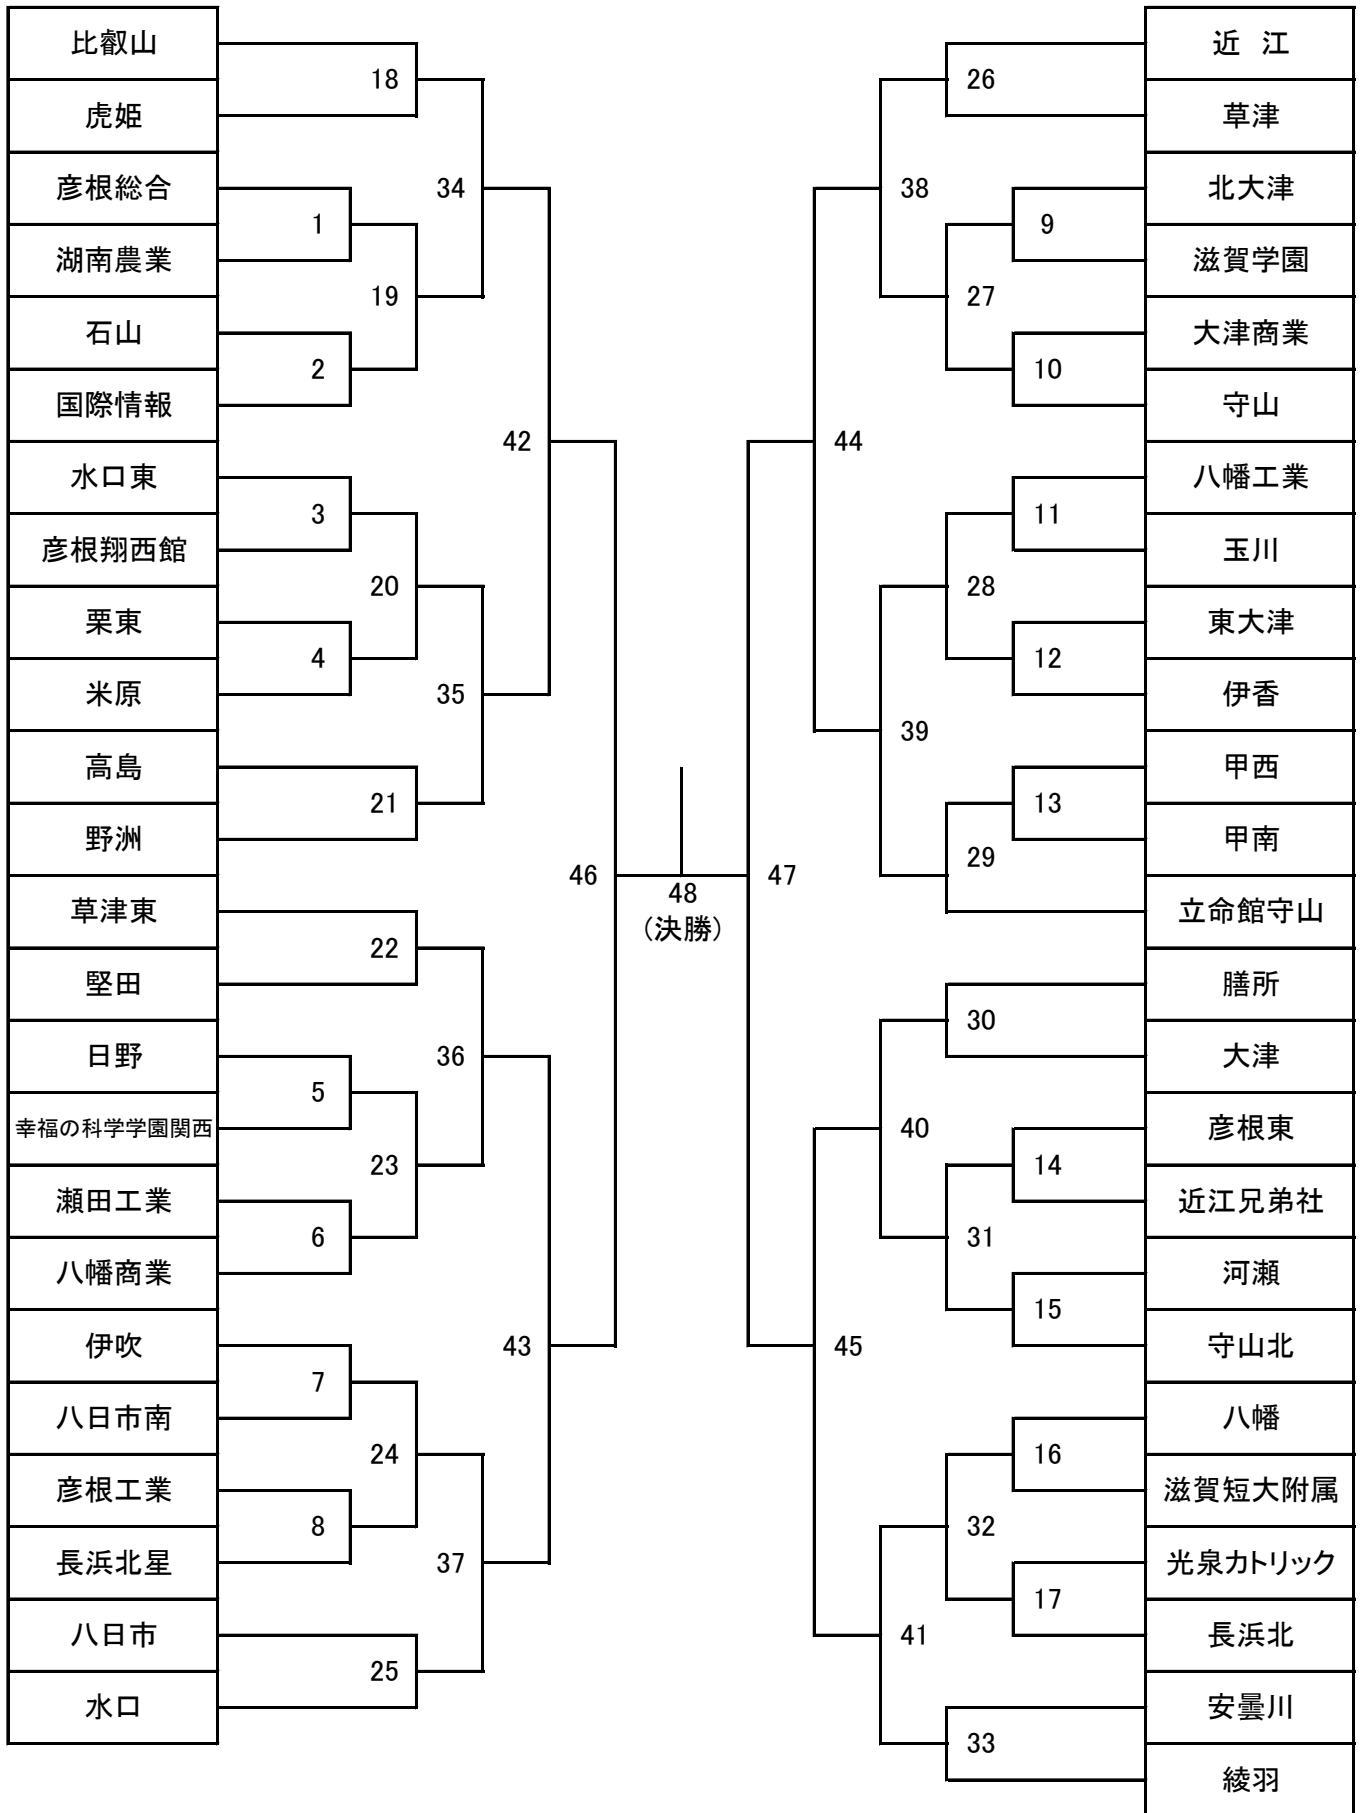 比叡山
虎姫
彦根総合
湖南農業
石山
国際情報
水口東
彦根翔西館
栗東
米原
高島
野洲
草津東
堅田
日野
幸福の科学学園関西
瀬田工業
八幡商業
伊吹
八日市南
彦根工業
長浜北星
八日市
水口
18
1
19
2
34
3
20
4
35
21
42
22
5
36
23
6
7
24
8
37
25
43
46
48
(決勝)
47
44
45
38
39
40
41
26
27
28
29
30
31
32
33
9
10
11
12
13
14
15
16
17
近 江
草津
北大津
滋賀学園
大津商業
守山
八幡工業
玉川
東大津
伊香
甲西
甲南
立命館守山
膳所
大津
彦根東
近江兄弟社
河瀬
守山北
八幡
滋賀短大附属
光泉カトリック
長浜北
安曇川
綾羽